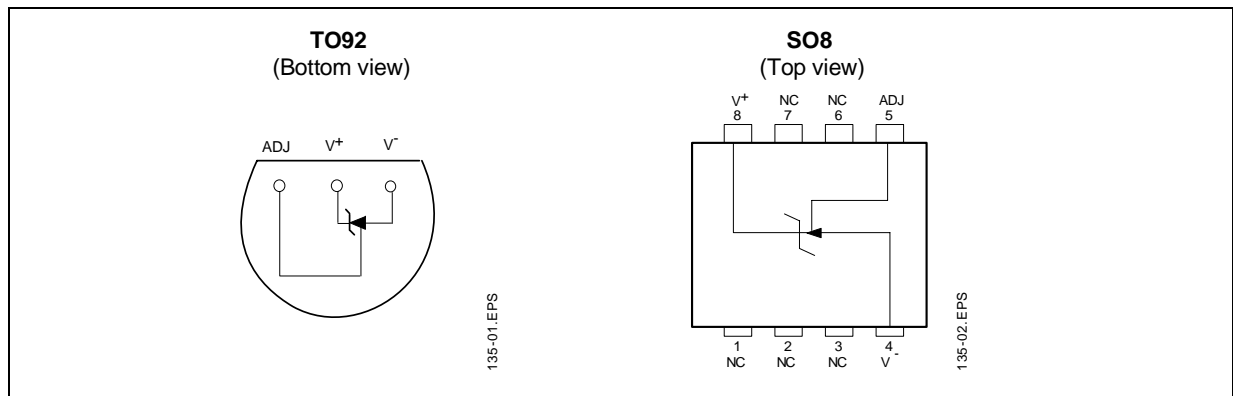 TO92
(Bottom view)
ADJ V+ V-
135-01.EPS
SO8
(Top view)
V+ NC NC ADJ
8 7 6 5
1 2 3 4
NC NC NC V-
135-02.EPS